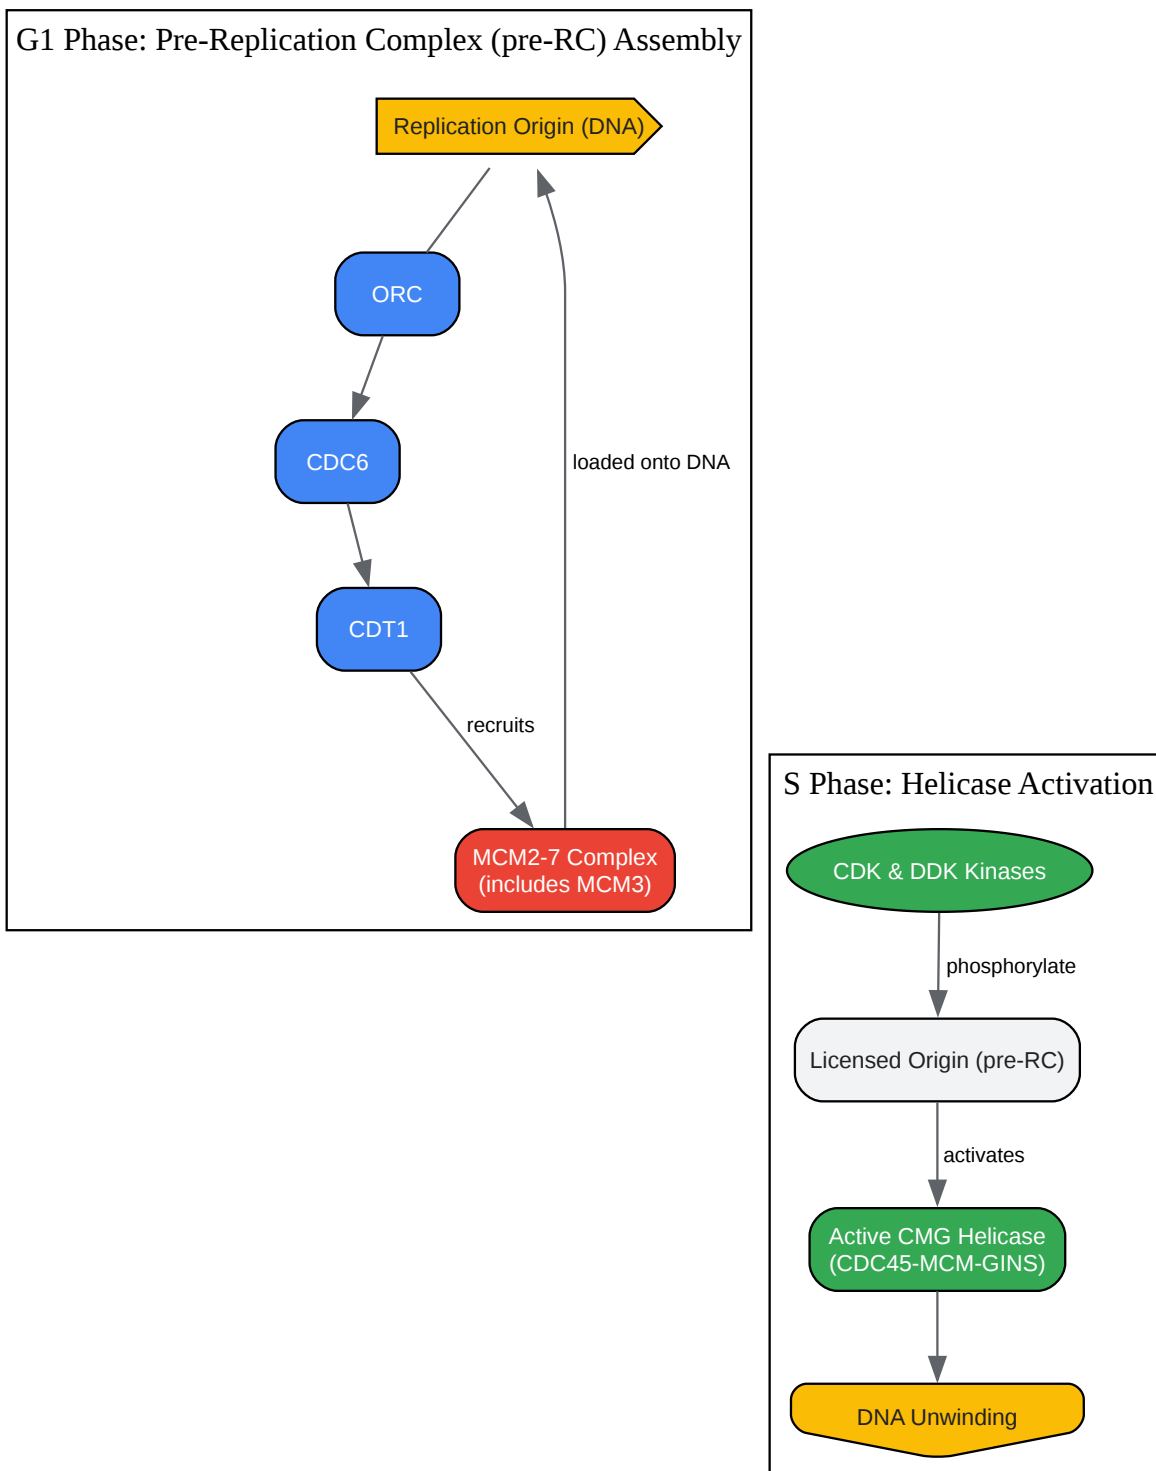 G1 Phase: Pre-Replication Complex (pre-RC) Assembly
Replication Origin (DNA)
ORC
CDC6
loaded onto DNA
CDT1
recruits
MCM2-7 Complex
(includes MCM3)
S Phase: Helicase Activation
CDK & DDK Kinases
phosphorylate
Licensed Origin (pre-RC)
activates
Active CMG Helicase
(CDC45-MCM-GINS)
DNA Unwinding